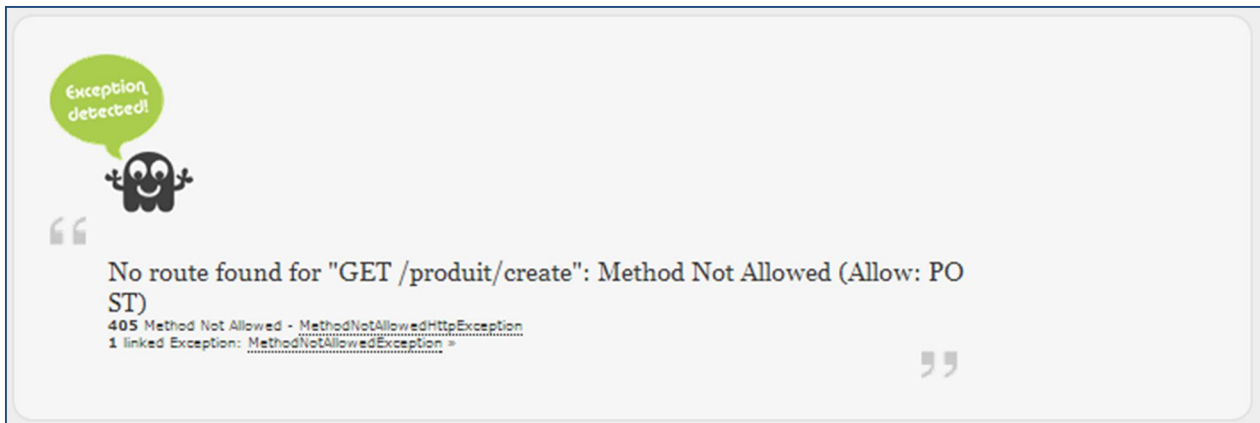 Exception
detected!
No route found for "GET /produit/create": Method Not Allowed (Allow: PO
ST)
405 Method Not Allowed - MethodNotAllowedHttpException
1 linked Exception: MethodNotAllowedException »